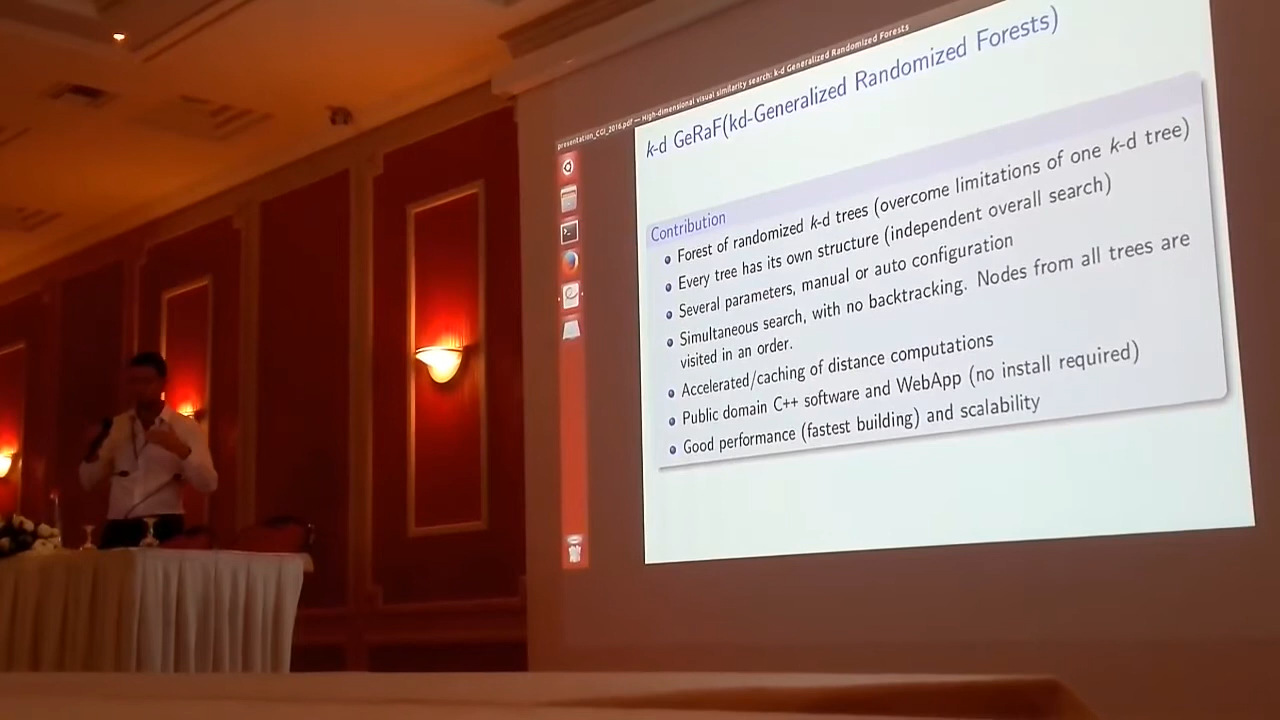 presentation_CGI_2016.pdf — High-dimensional visual similarity search: k-d Generalized Randomized Forests
k-d GeRaF(kd-Generalized Randomized Forests)
Contribution
Forest of randomized k-d trees (overcome limitations of one k-d tree)
Every tree has its own structure (independent overall search)
Several parameters, manual or auto configuration
Simultaneous search, with no backtracking. Nodes from all trees are
visited in an order.
Accelerated/caching of distance computations
Public domain C++ software and WebApp (no install required)
Good performance (fastest building) and scalability